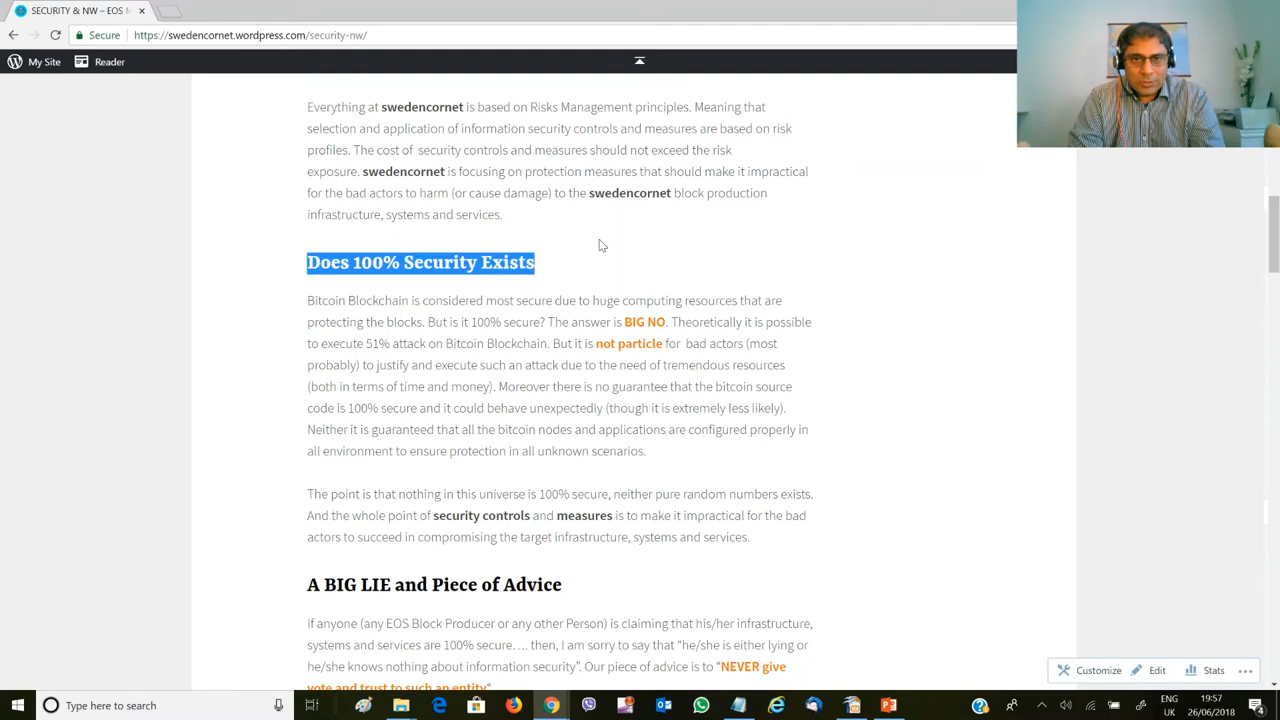 SECURITY & NW – EOS M
Secure
https://swedencornet.wordpress.com/security-nw/
My Site
Reader
Everything at swedencornet is based on Risks Management principles. Meaning that
selection and application of information security controls and measures are based on risk
profiles. The cost of security controls and measures should not exceed the risk
exposure. swedencornet is focusing on protection measures that should make it impractical
for the bad actors to harm (or cause damage) to the swedencornet block production
infrastructure, systems and services.
Does 100% Security Exists
Bitcoin Blockchain is considered most secure due to huge computing resources that are
protecting the blocks. But is it 100% secure? The answer is BIG NO. Theoretically it is possible
to execute 51% attack on Bitcoin Blockchain. But it is not particle for bad actors (most
probably) to justify and execute such an attack due to the need of tremendous resources
(both in terms of time and money). Moreover there is no guarantee that the bitcoin source
code is 100% secure and it could behave unexpectedly (though it is extremely less likely).
Neither it is guaranteed that all the bitcoin nodes and applications are configured properly in
all environment to ensure protection in all unknown scenarios.
The point is that nothing in this universe is 100% secure, neither pure random numbers exists.
And the whole point of security controls and measures is to make it impractical for the bad
actors to succeed in compromising the target infrastructure, systems and services.
A BIG LIE and Piece of Advice
If anyone (any EOS Block Producer or any other Person) is claiming that his/her infrastructure,
systems and services are 100% secure…. then, I am sorry to say that “he/she is either lying or
he/she knows nothing about information security”. Our piece of advice is to “NEVER give
vote and trust to such an entity“
Customize
Edit
Stats
Type here to search
ENG
UK
19:57
26/06/2018